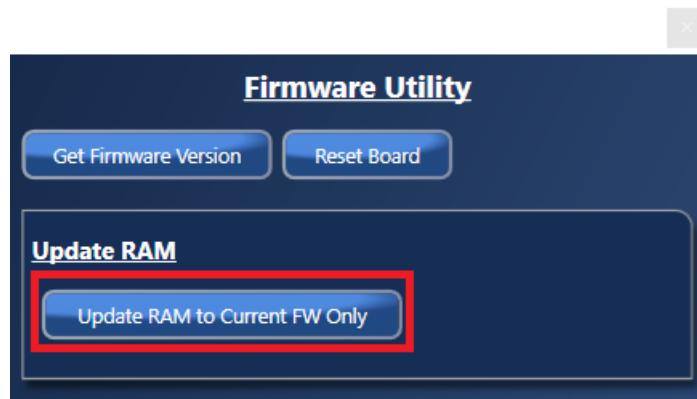 Firmware Utility
Get Firmware Version Reset Board
Update RAM
Update RAM to Current FW Only